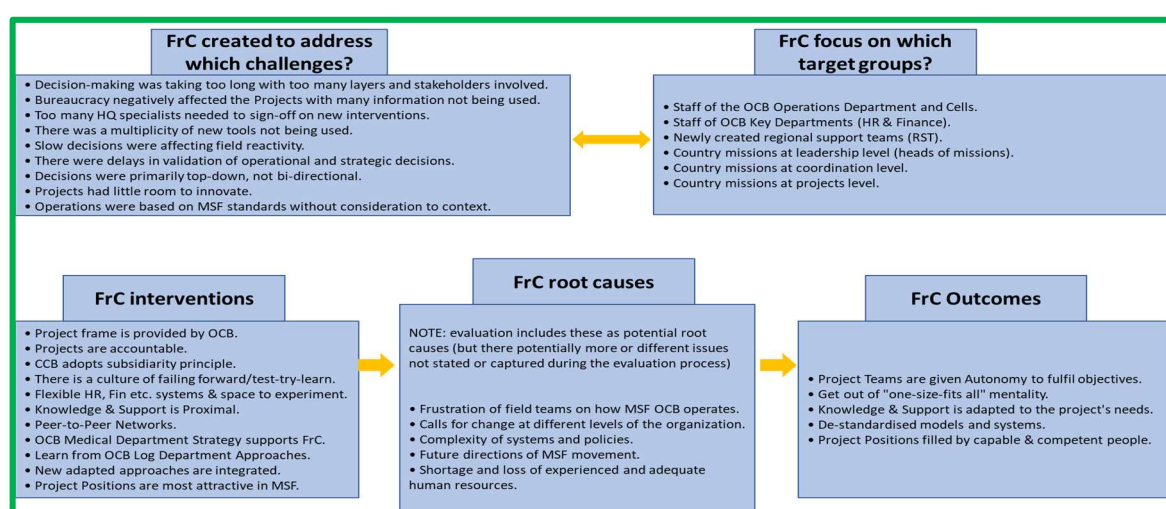 FrC created to address
which challenges?
• Decision-making was taking too long with too many layers and stakeholders involved.
• Bureaucracy negatively affected the Projects with many information not being used.
• Too many HQ specialists needed to sign-off on new interventions.
• There was a multiplicity of new tools not being used.
• Slow decisions were affecting field reactivity.
• There were delays in validation of operational and strategic decisions.
• Decisions were primarily top-down, not bi-directional.
• Projects had little room to innovate.
• Operations were based on MSF standards without consideration to context.
FrC focus on which
target groups?
• Staff of the OCB Operations Department and Cells.
• Staff of OCB Key Departments (HR & Finance).
• Newly created regional support teams (RST).
• Country missions at leadership level (heads of missions).
• Country missions at coordination level.
• Country missions at projects level.
FrC interventions
• Project frame is provided by OCB.
• Projects are accountable.
• CCB adopts subsidiarity principle.
• There is a culture of failing forward/test-try-learn.
• Flexible HR, Fin etc. systems & space to experiment.
• Knowledge & Support is Proximal.
• Peer-to-Peer Networks.
• OCB Medical Department Strategy supports FrC.
• Learn from OCB Log Department Approaches.
• New adapted approaches are integrated.
• Project Positions are most attractive in MSF.
FrC root causes
NOTE: evaluation includes these as potential root
causes (but there potentially more or different issues
not stated or captured during the evaluation process)
• Frustration of field teams on how MSF OCB operates.
• Calls for change at different levels of the organization.
• Complexity of systems and policies.
• Future directions of MSF movement.
• Shortage and loss of experienced and adequate
human resources.
FrC Outcomes
• Project Teams are given Autonomy to fulfil objectives.
• Get out of "one-size-fits all" mentality.
• Knowledge & Support is adapted to the project's needs.
• De-standardised models and systems.
• Project Positions filled by capable & competent people.